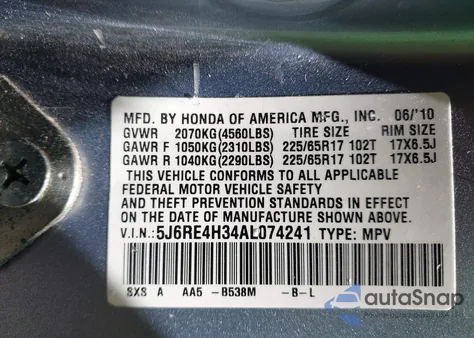 MFD. BY HONDA OF AMERICA MFG., INC. 06/'10
GVWR 2070KG(4560LBS) TIRE SIZE RIM SIZE
GAWR F 1050KG(2310LBS) 225/65R17 102T 17X6.5J
GAWR R 1040KG(2290LBS) 225/65R17 102T 17X6.5J
THIS VEHICLE CONFORMS TO ALL APPLICABLE
FEDERAL MOTOR VEHICLE SAFETY
AND THEFT PREVENTION STANDARDS IN EFFECT
ON THE DATE OF MANUFACTURE SHOWN ABOVE.
V.I.N.:5J6RE4H34AL074241 TYPE: MPV
SXS A AA5 -B538M -B-L
autoSnap